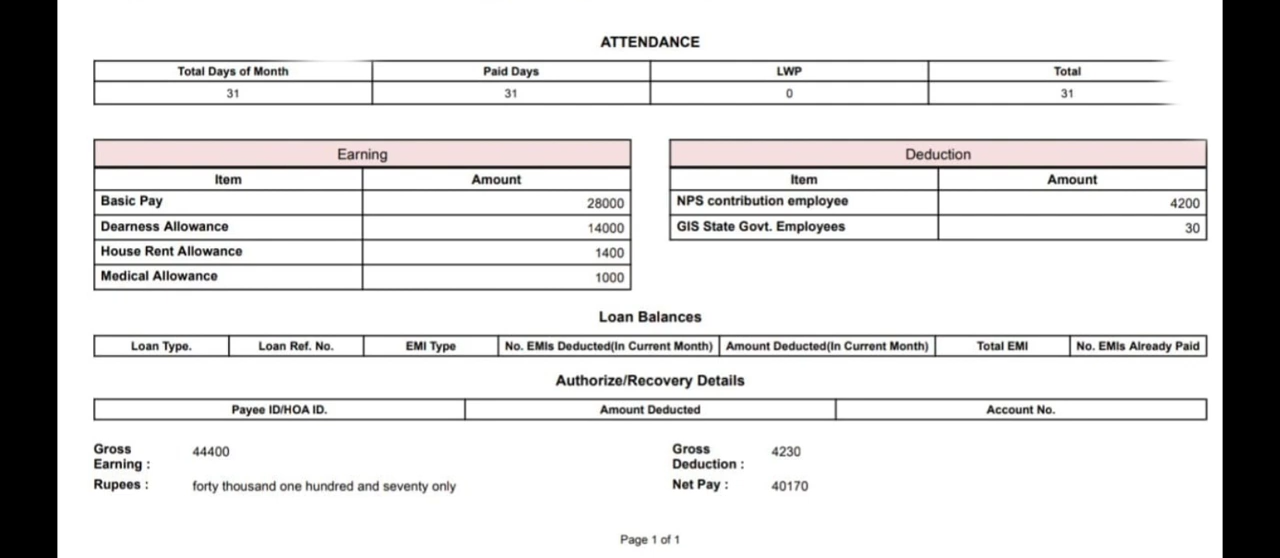 ATTENDANCE
Total Days of Month Paid Days LWP Total
31 31 0 31
Earning Deduction
Item Amount Item Amount
Basic Pay 28000 NPS contribution employee 4200
Dearness Allowance 14000 GIS State Govt. Employees 30
House Rent Allowance 1400
Medical Allowance 1000
Loan Balances
Loan Type. Loan Ref. No. EMI Type No. EMIs Deducted(In Current Month) Amount Deducted(In Current Month) Total EMI No. EMIs Already Paid
Authorize/Recovery Details
Payee ID/HOA ID. Amount Deducted Account No.
Gross Earning : 44400 Gross Deduction : 4230
Rupees : forty thousand one hundred and seventy only Net Pay : 40170
Page 1 of 1